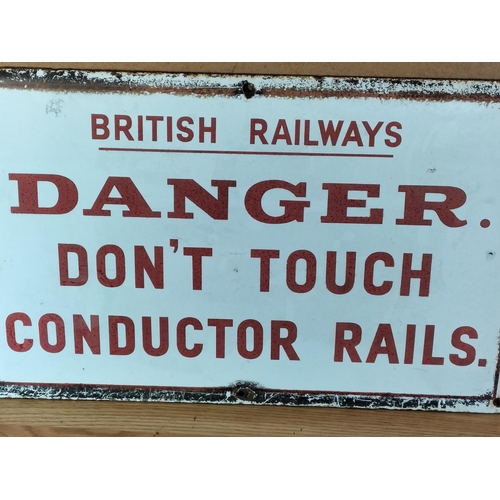 BRITISH RAILWAYS
DANGER.
DON'T TOUCH
CONDUCTOR RAILS.